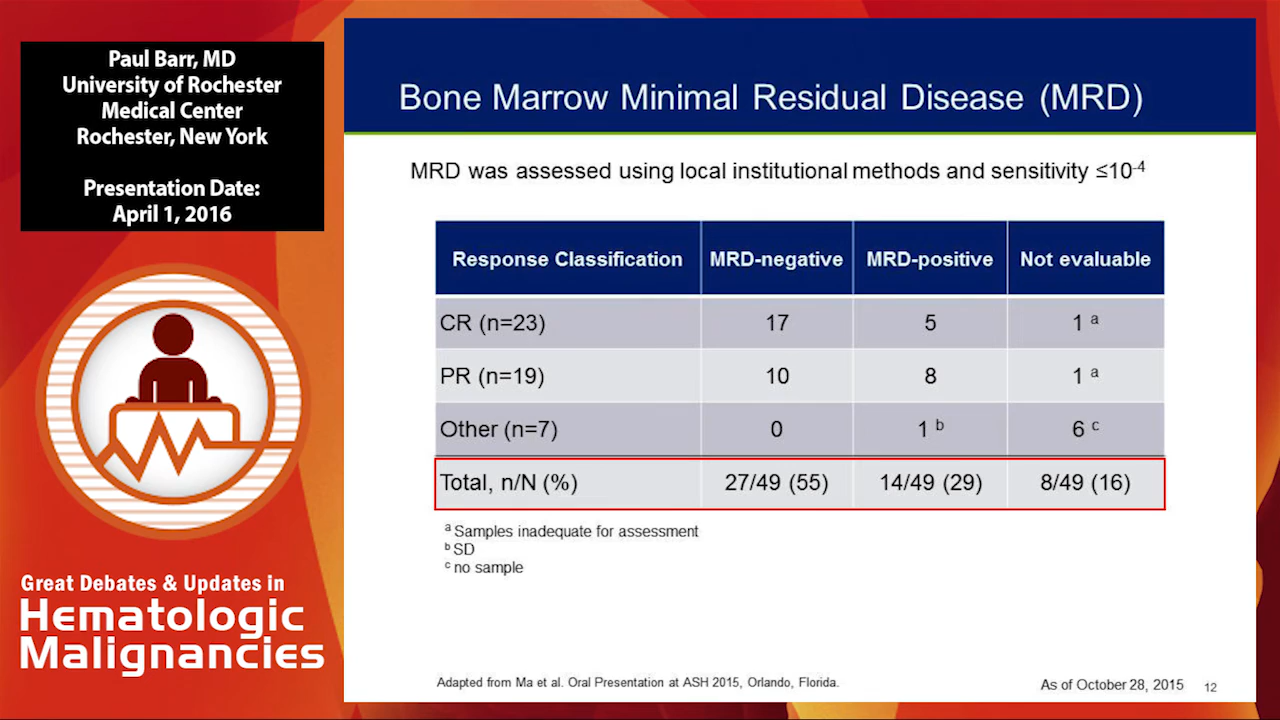 Paul Barr, MD
University of Rochester
Medical Center
Rochester, New York
Presentation Date:
April 1, 2016
Great Debates & Updates in
Hematologic
Malignancies
Bone Marrow Minimal Residual Disease (MRD)
MRD was assessed using local institutional methods and sensitivity ≤10⁻⁴
Response Classification MRD-negative MRD-positive Not evaluable
CR (n=23) 17 5 1 ᵃ
PR (n=19) 10 8 1 ᵃ
Other (n=7) 0 1 ᵇ 6 ᶜ
Total, n/N (%) 27/49 (55) 14/49 (29) 8/49 (16)
ᵃ Samples inadequate for assessment
ᵇ SD
ᶜ no sample
Adapted from Ma et al. Oral Presentation at ASH 2015, Orlando, Florida.
As of October 28, 2015 12